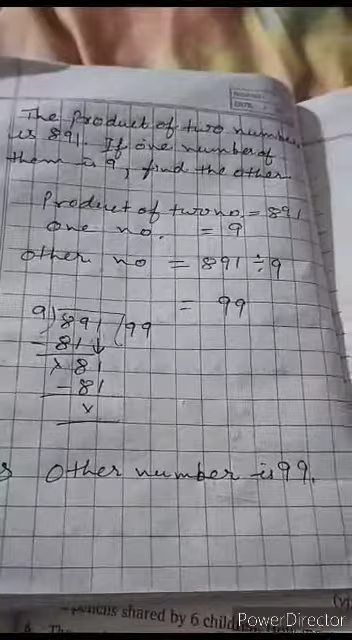 The Product of two number
is 891. If one number of
them is 9, find the other
Product of two no. = 891
One no. = 9
Other no = 891 ÷ 9
= 99
9)891(99
- 81↓
x81
- 81
x
Other number is 99.
shared by 6 children
PowerDirector